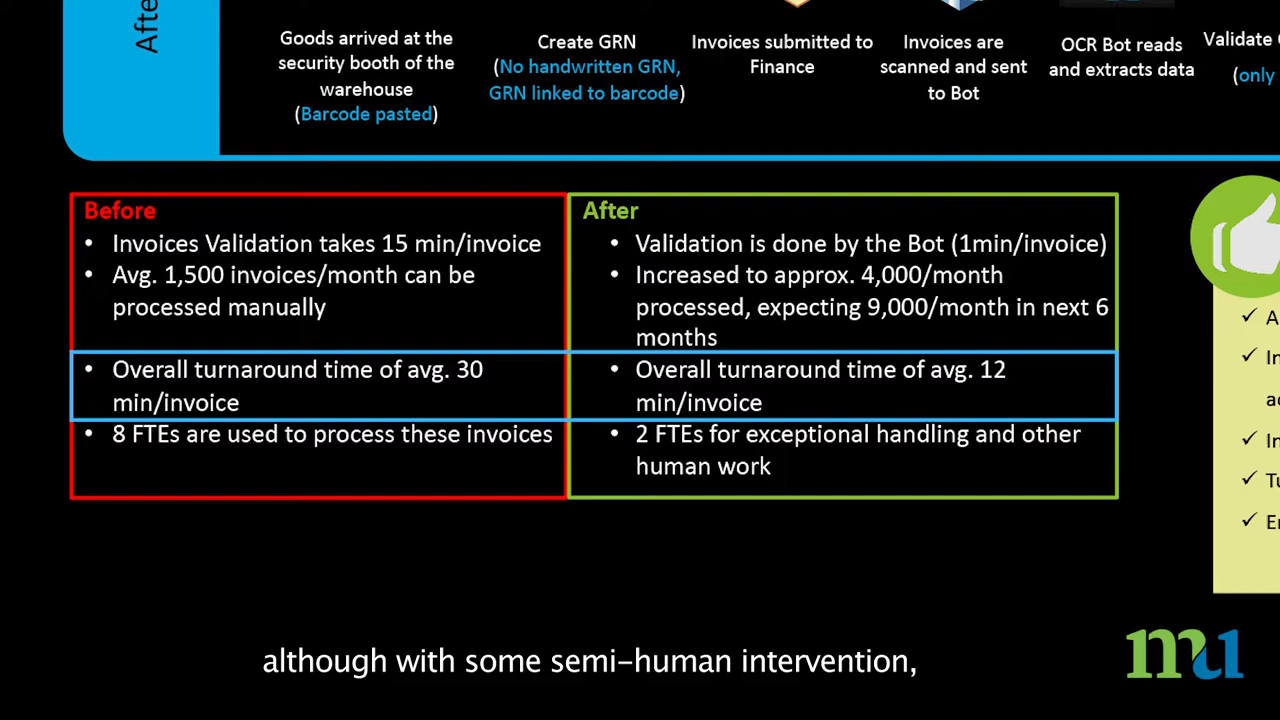 After
Goods arrived at the
security booth of the
warehouse
(Barcode pasted)
Create GRN
(No handwritten GRN,
GRN linked to barcode)
Invoices submitted to
Finance
Invoices are
scanned and sent
to Bot
OCR Bot reads
and extracts data
Validate
(only
Before
• Invoices Validation takes 15 min/invoice
• Avg. 1,500 invoices/month can be
processed manually
• Overall turnaround time of avg. 30
min/invoice
• 8 FTEs are used to process these invoices
After
• Validation is done by the Bot (1min/invoice)
• Increased to approx. 4,000/month
processed, expecting 9,000/month in next 6
months
• Overall turnaround time of avg. 12
min/invoice
• 2 FTEs for exceptional handling and other
human work
although with some semi-human intervention,
mu